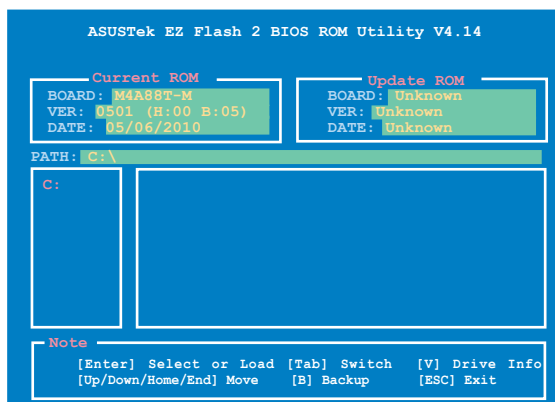 ASUSTek EZ Flash 2 BIOS ROM Utility V4.14
Current ROM
BOARD: M4A88T-M
VER: 0501 (H:00 B:05)
DATE: 05/06/2010
Update ROM
BOARD: Unknown
VER: Unknown
DATE: Unknown
PATH: C:\
C:
Note
[Enter] Select or Load [Tab] Switch [V] Drive Info
[Up/Down/Home/End] Move [B] Backup [ESC] Exit